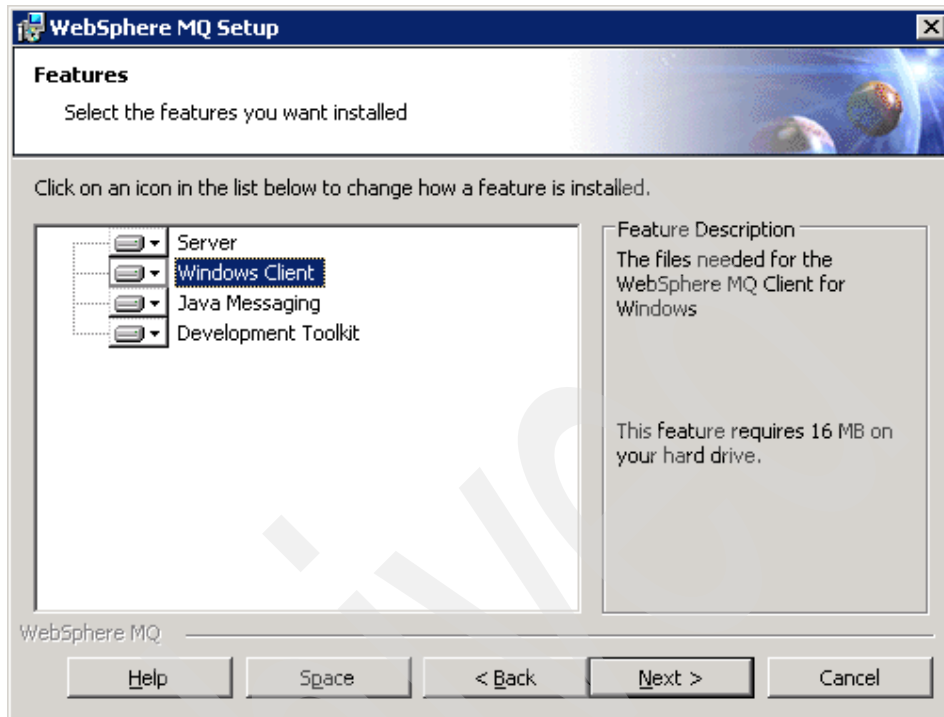 WebSphere MQ Setup
Features
Select the features you want installed
Click on an icon in the list below to change how a feature is installed.
Server
Windows Client
Java Messaging
Development Toolkit
Feature Description
The files needed for the
WebSphere MQ Client for
Windows
This feature requires 16 MB on
your hard drive.
WebSphere MQ
Help
Space
< Back
Next >
Cancel